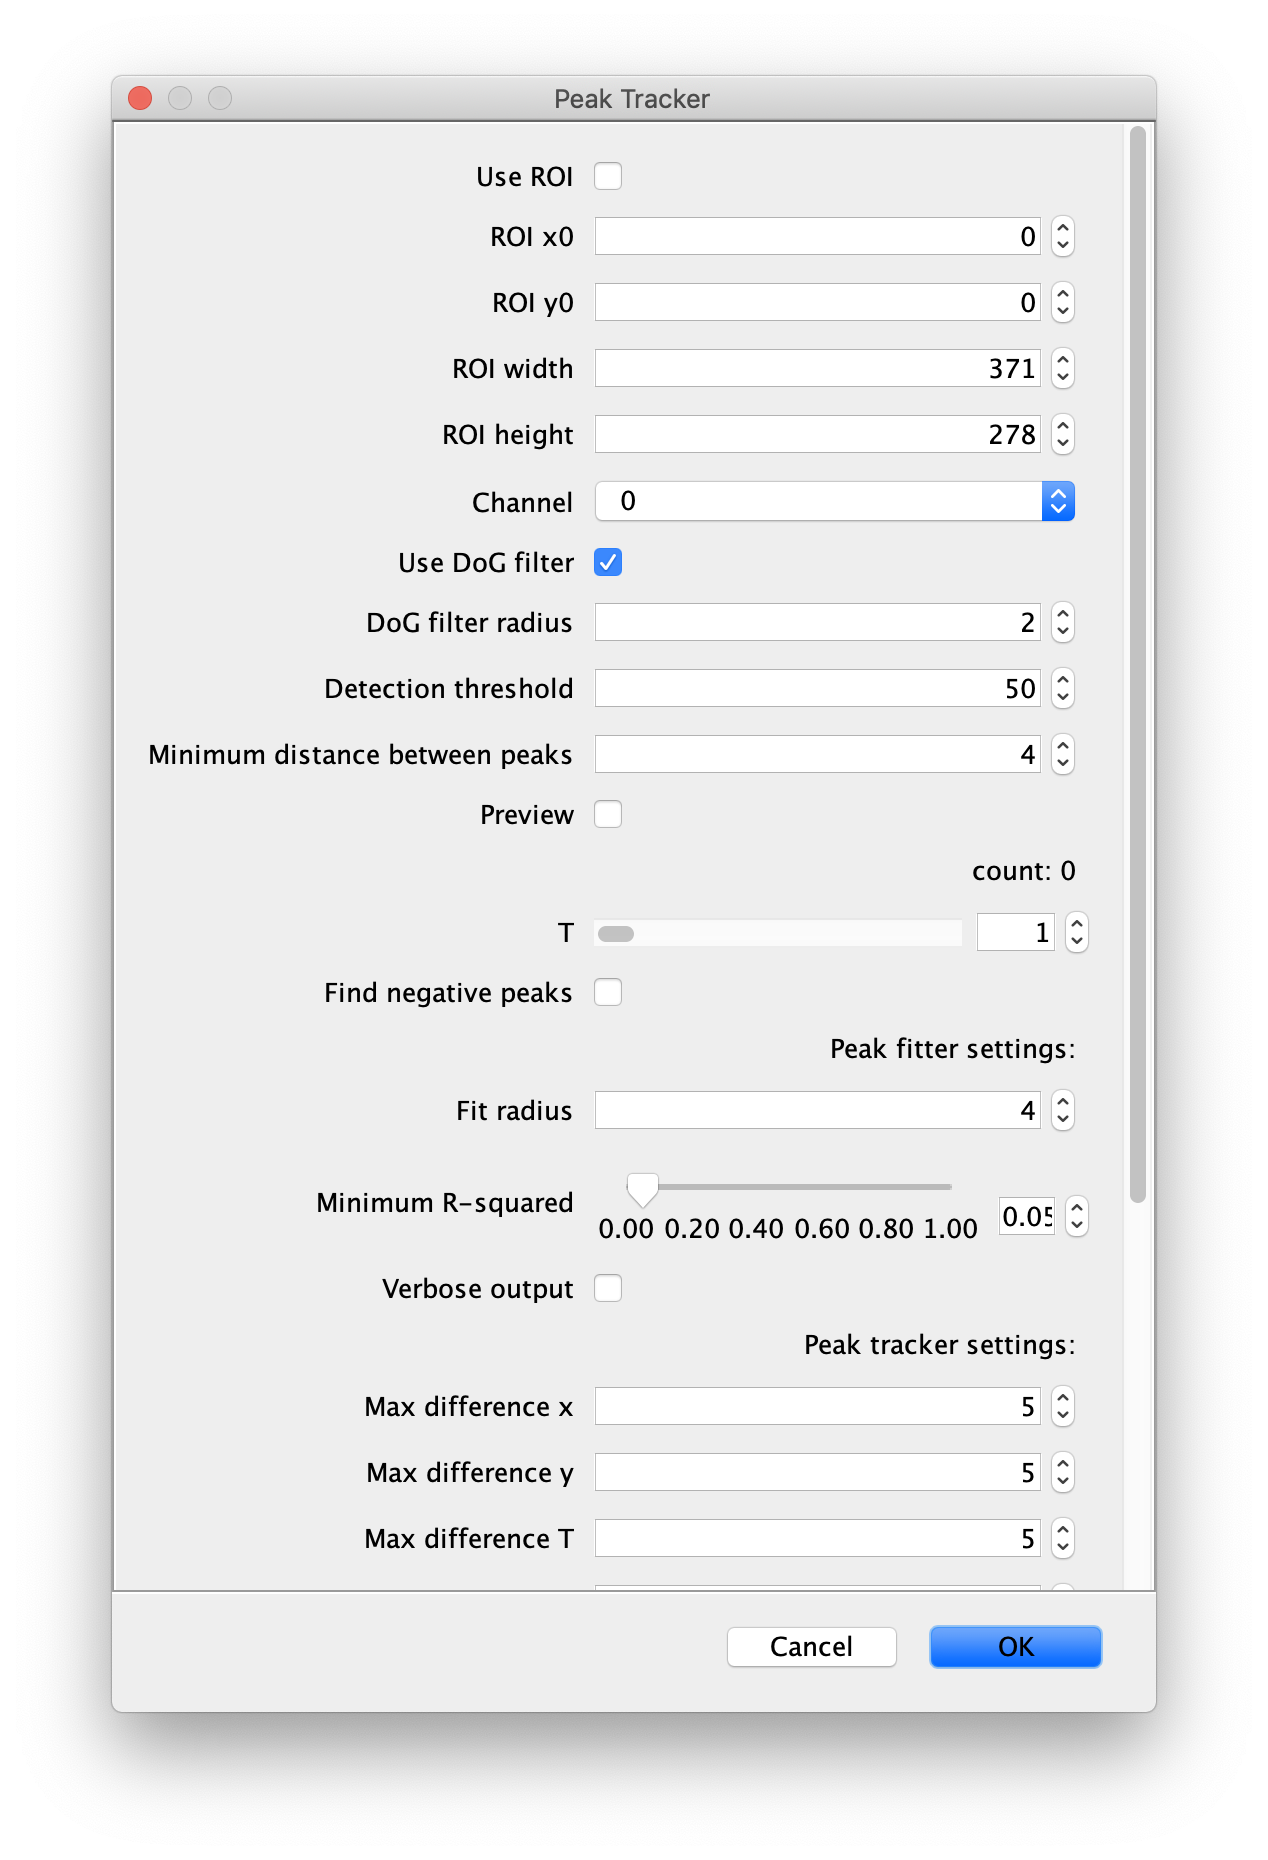 Peak Tracker
Use ROI
ROI x0 0
ROI y0 0
ROI width 371
ROI height 278
Channel 0
Use DoG filter
DoG filter radius 2
Detection threshold 50
Minimum distance between peaks 4
Preview
count: 0
T 1
Find negative peaks
Peak fitter settings:
Fit radius 4
Minimum R-squared 0.05
0.00 0.20 0.40 0.60 0.80 1.00
Verbose output
Peak tracker settings:
Max difference x 5
Max difference y 5
Max difference T 5
Cancel OK